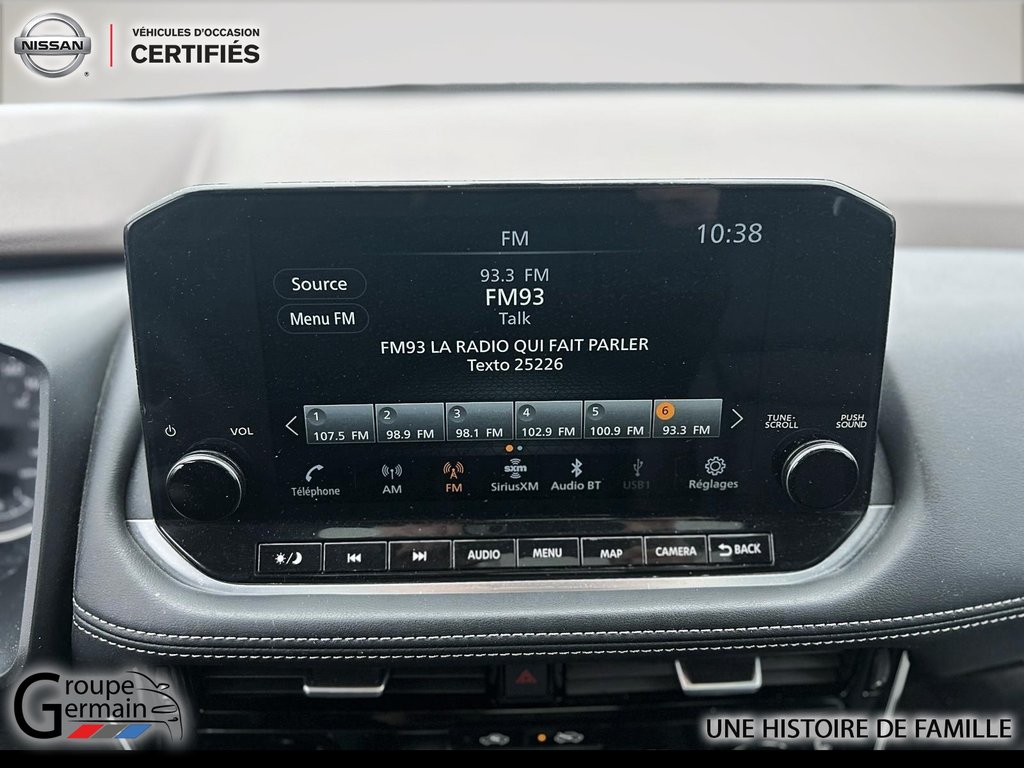 NISSAN
VÉHICULES D'OCCASION
CERTIFIÉS
FM
10:38
Source
93.3 FM
FM93
Menu FM
Talk
FM93 LA RADIO QUI FAIT PARLER
Texto 25226
1 2 3 4 5 6
107.5 FM 98.9 FM 98.1 FM 102.9 FM 100.9 FM 93.3 FM
VOL
TUNE·SCROLL
PUSH SOUND
Téléphone AM FM sxm SiriusXM Audio BT USB1 Réglages
AUDIO MENU MAP CAMERA BACK
Groupe
Germain
UNE HISTOIRE DE FAMILLE